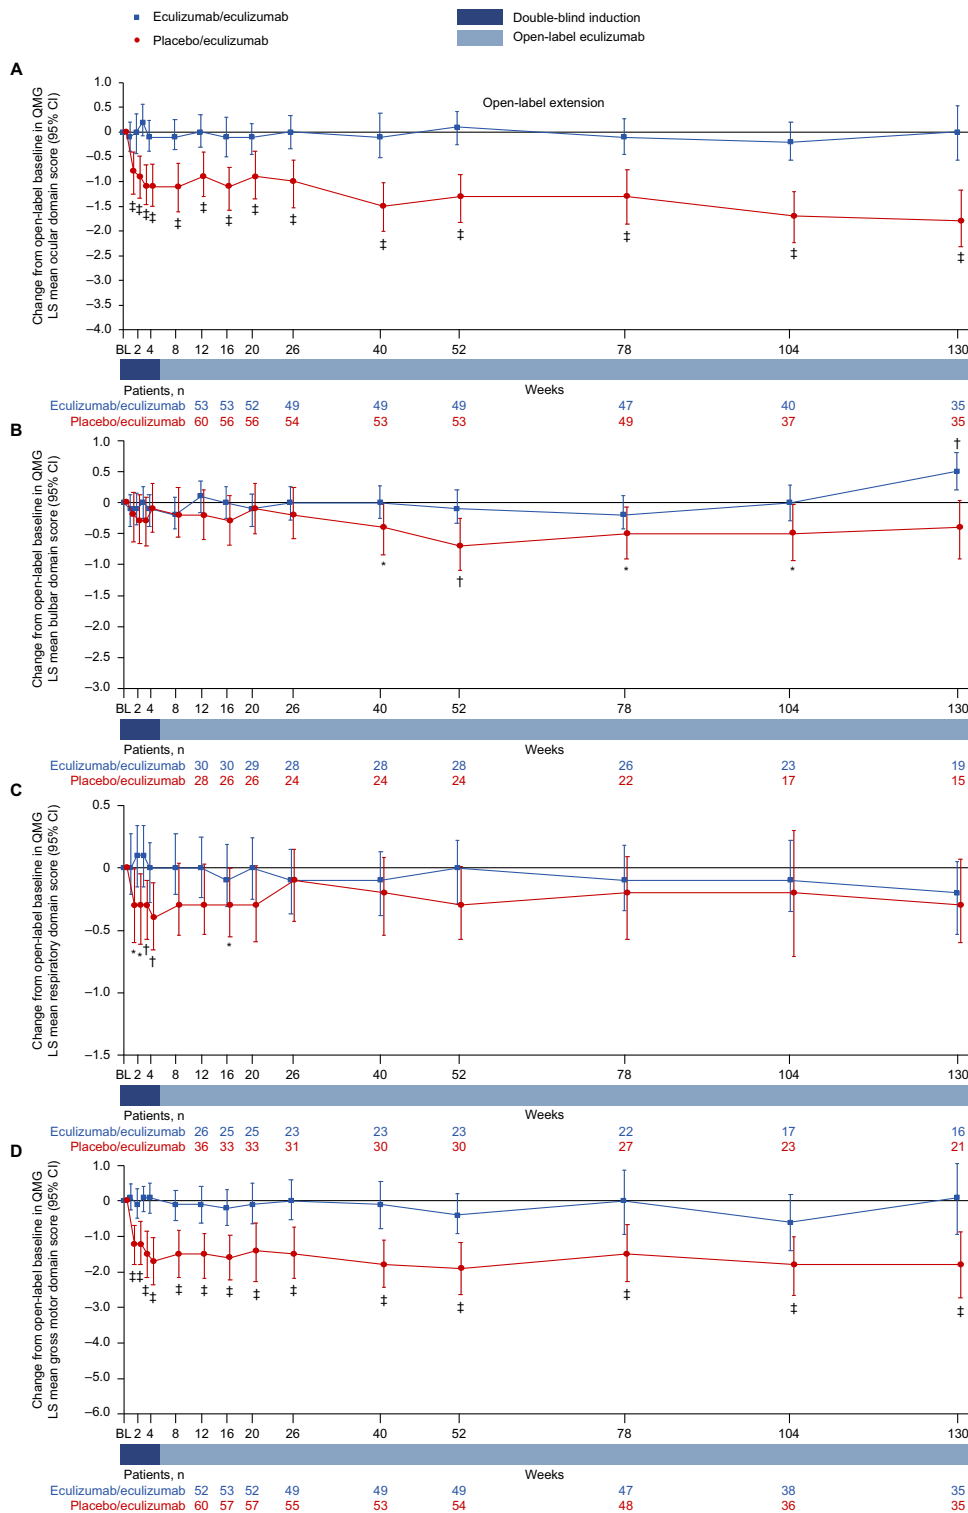 Eculizumab/eculizumab
Placebo/eculizumab
Double-blind induction
Open-label eculizumab
A
Change from open-label baseline in QMG
LS mean ocular domain score (95% CI)
Open-label extension
1.0
0.5
0
–0.5
–1.0
–1.5
–2.0
–2.5
–3.0
–3.5
–4.0
‡ ‡ ‡ ‡ ‡ ‡ ‡ ‡ ‡ ‡ ‡ ‡ ‡ ‡
BL 2 4 8 12 16 20 26 40 52 78 104 130
Patients, n Weeks
Eculizumab/eculizumab 53 53 52 49 49 49 47 40 35
Placebo/eculizumab 60 56 56 54 53 53 49 37 35
B
Change from open-label baseline in QMG
LS mean bulbar domain score (95% CI)
1.0
0.5
0
–0.5
–1.0
–1.5
–2.0
–2.5
–3.0
* † * * †
BL 2 4 8 12 16 20 26 40 52 78 104 130
Patients, n Weeks
Eculizumab/eculizumab 30 30 29 28 28 28 26 23 19
Placebo/eculizumab 28 26 26 24 24 24 22 17 15
C
Change from open-label baseline in QMG
LS mean respiratory domain score (95% CI)
0.5
0
–0.5
–1.0
–1.5
* * † † *
BL 2 4 8 12 16 20 26 40 52 78 104 130
Patients, n Weeks
Eculizumab/eculizumab 26 25 25 23 23 23 22 17 16
Placebo/eculizumab 36 33 33 31 30 30 27 23 21
D
Change from open-label baseline in QMG
LS mean gross motor domain score (95% CI)
1.0
0
–1.0
–2.0
–3.0
–4.0
–5.0
–6.0
‡ ‡ ‡ ‡ ‡ ‡ ‡ ‡ ‡ ‡ ‡ ‡ ‡ ‡
BL 2 4 8 12 16 20 26 40 52 78 104 130
Patients, n Weeks
Eculizumab/eculizumab 52 53 52 49 49 49 47 38 35
Placebo/eculizumab 60 57 57 55 53 54 48 36 35